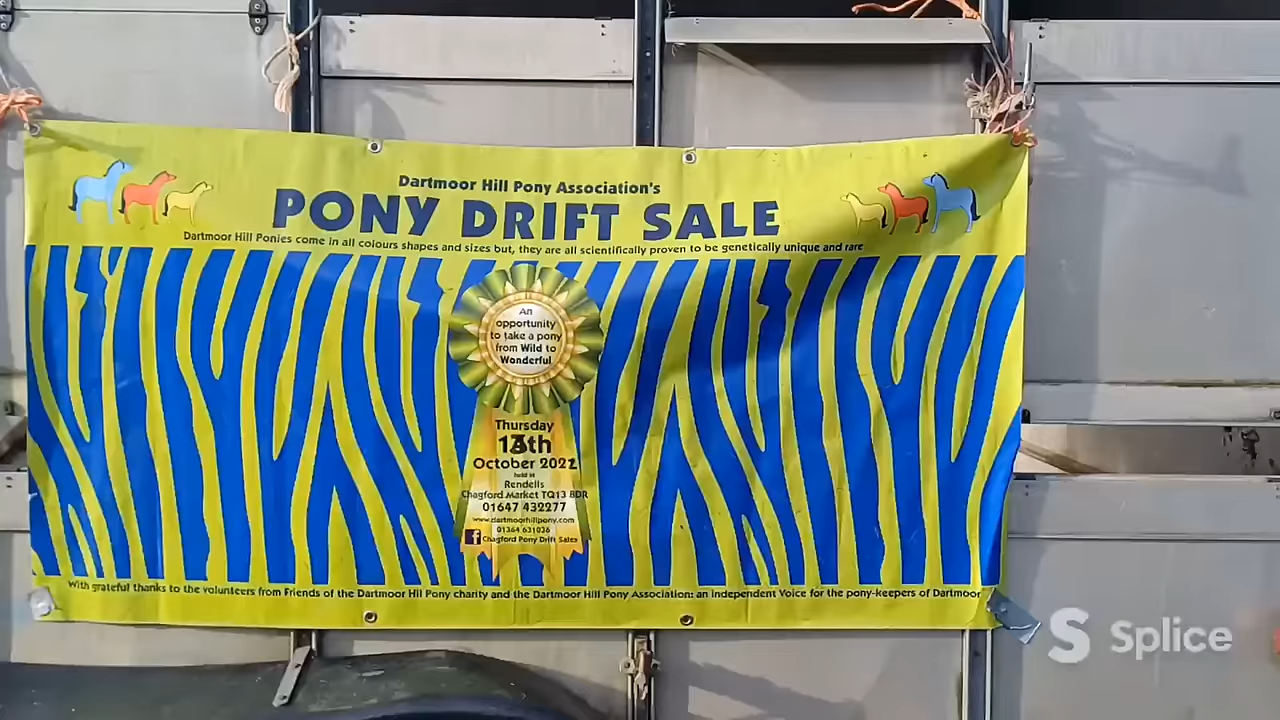 Dartmoor Hill Pony Association's
PONY DRIFT SALE
Dartmoor Hill Ponies come in all colours shapes and sizes but, they are all scientifically proven to be genetically unique and rare
An
opportunity
to take a pony
from Wild to
Wonderful
Thursday
13th
October 2022
held at
Rendells
Chagford Market TQ13 8DR
01647 432277
www.dartmoorhillpony.com
01364 631036
Chagford Pony Drift Sales
With grateful thanks to the volunteers from Friends of the Dartmoor Hill Pony charity and the Dartmoor Hill Pony Association: an independent Voice for the pony-keepers of Dartmoor
S Splice